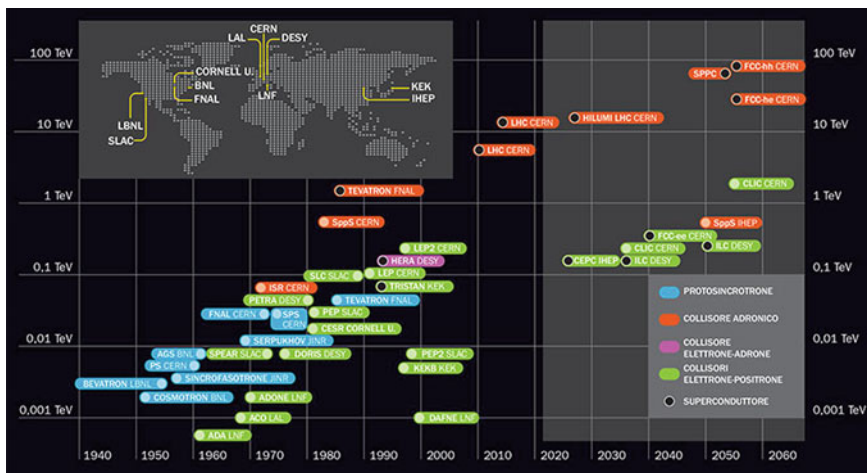 CERN
LAL
DESY
CORNELL U.
BNL
FNAL
LNF
KEK
IHEP
LBNL
SLAC
100 TeV
100 TeV
FCC-hh CERN
SPPC
FCC-he CERN
10 TeV
LHC CERN
HILUMI LHC CERN
10 TeV
LHC CERN
1 TeV
TEVATRON FNAL
CLIC CERN
1 TeV
SppS CERN
SppS IHEP
FCC-ee CERN
LEP2 CERN
CLIC CERN
ILC DESY
HERA DESY
CEPC IHEP
ILC DESY
0,1 TeV
SLC SLAC
LEP CERN
0,1 TeV
ISR CERN
TRISTAN KEK
PETRA DESY
TEVATRON FNAL
PROTOSINCROTRONE
FNAL CERN
SPS
CERN
PEP SLAC
COLLISORE ADRONICO
CESR CORNELL U.
0,01 TeV
SERPUKHOV JINR
COLLISORE
ELETTRONE-ADRONE
0,01 TeV
AGS BNL
SPEAR SLAC
DORIS DESY
PEP2 SLAC
PS CERN
KEKB KEK
COLLISORI
ELETTRONE-POSITRONE
BEVATRON LBNL
SINCROFASOTRONE JINR
COSMOTRON BNL
ADONE LNF
SUPERCONDUTTORE
0,001 TeV
ACO LAL
DAFNE LNF
0,001 TeV
ADA LNF
1940 1950 1960 1970 1980 1990 2000 2010 2020 2030 2040 2050 2060